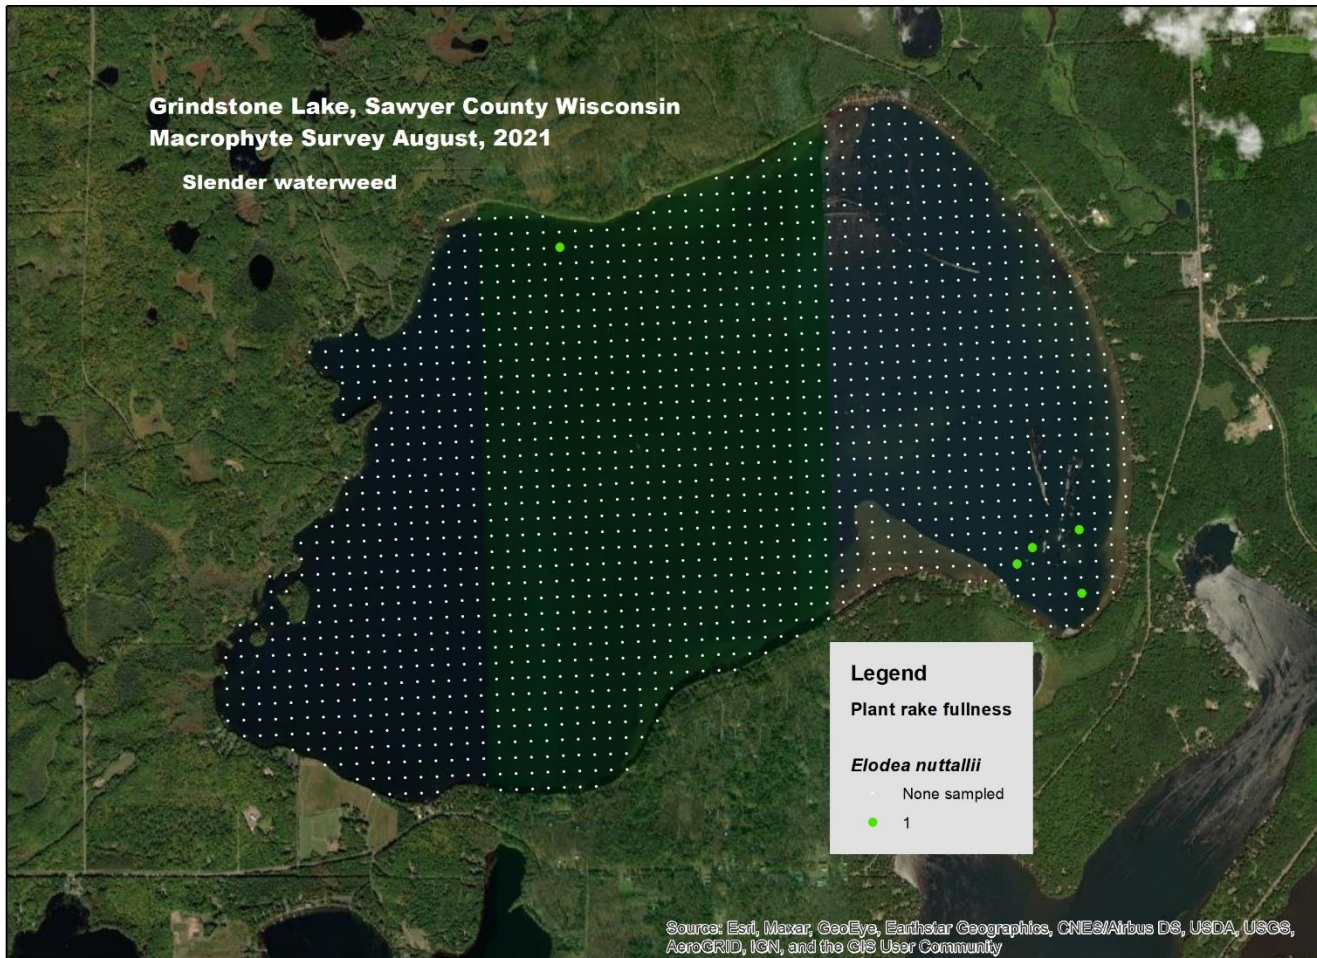 Grindstone Lake, Sawyer County Wisconsin
Macrophyte Survey August, 2021
Slender waterweed
Legend
Plant rake fullness
Elodea nuttallii
None sampled
1
Source: Esri, Maxar, GeoEye, Earthstar Geographics, CNES/Airbus DS, USDA, USGS,
AeroGRID, IGN, and the GIS User Community